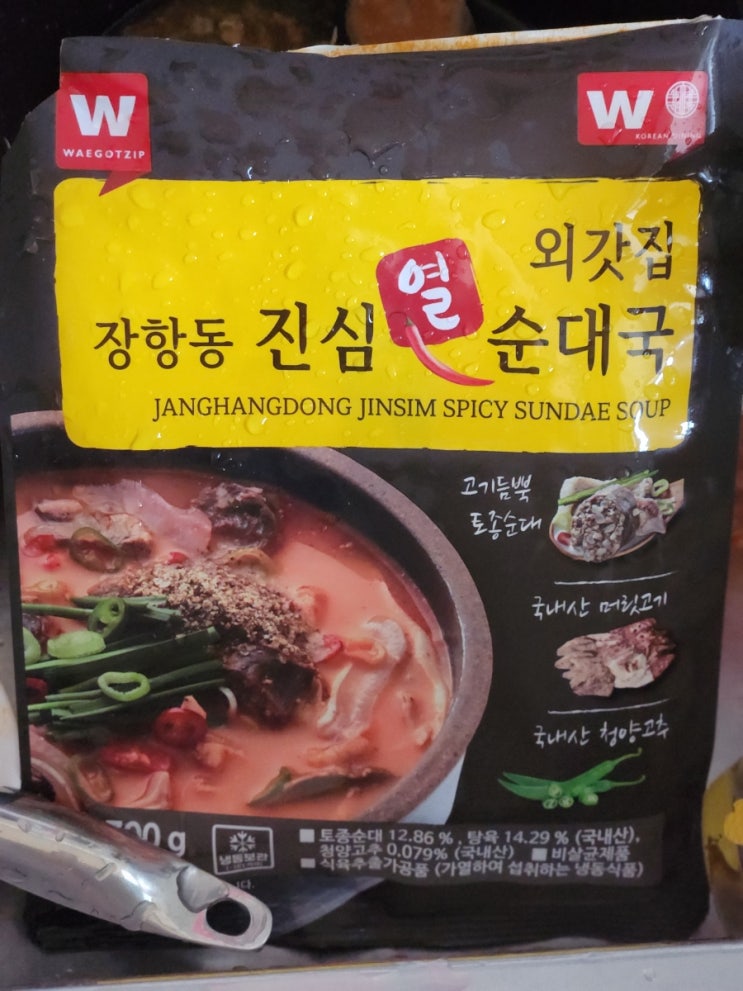 W
WAEGOTZIP
W
KOREAN DINING
외갓집
장항동 진심 열 순대국
JANGHANGDONG JINSIM SPICY SUNDAE SOUP
고기듬뿍
토종순대
국내산 머릿고기
국내산 청양고추
700 g
냉동보관
■ 토종순대 12.86 %, 탕육 14.29 % (국내산),
청양고추 0.079% (국내산) ■ 비살균제품
■ 식육추출가공품 (가열하여 섭취하는 냉동식품)
다.